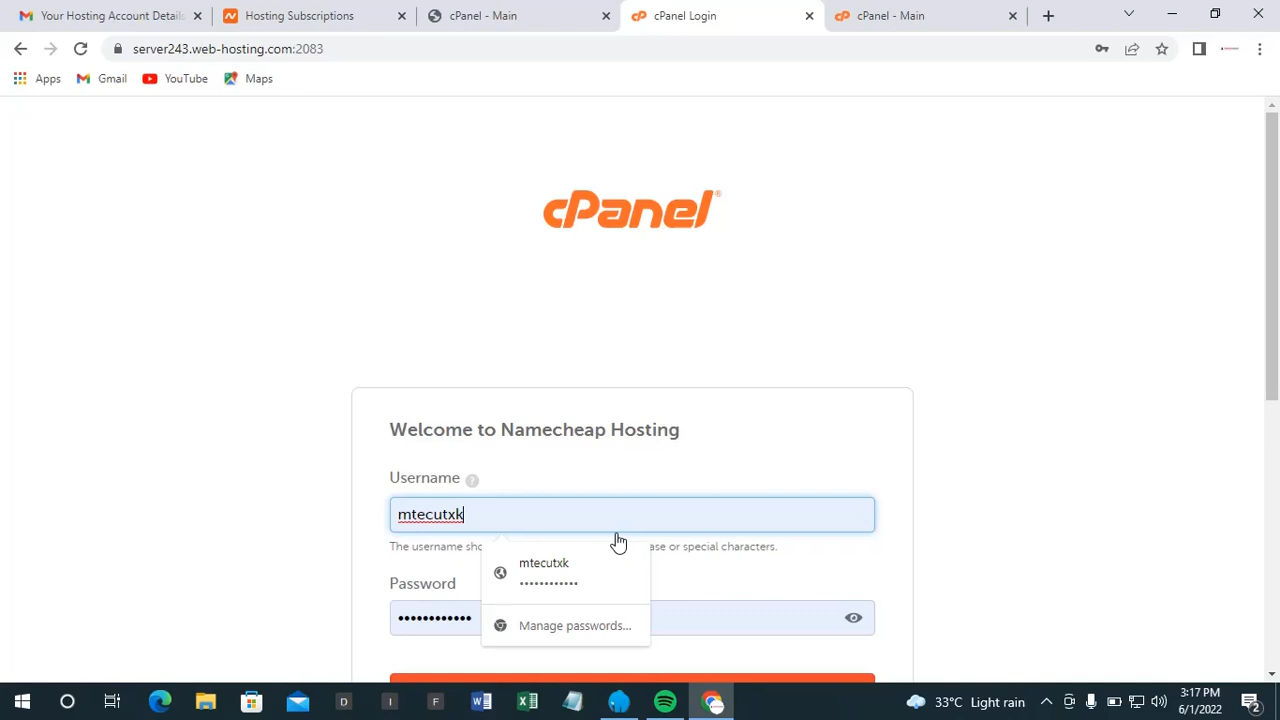 Your Hosting Account Details
Hosting Subscriptions
cPanel - Main
cPanel Login
cPanel - Main
server243.web-hosting.com:2083
Apps
Gmail
YouTube
Maps
cPanel®
Welcome to Namecheap Hosting
Username ?
mtecutxk
The username sho
ase or special characters.
mtecutxk
••••••••••••
Password
••••••••••••
Manage passwords...
D
I
F
33°C Light rain
3:17 PM
6/1/2022
2